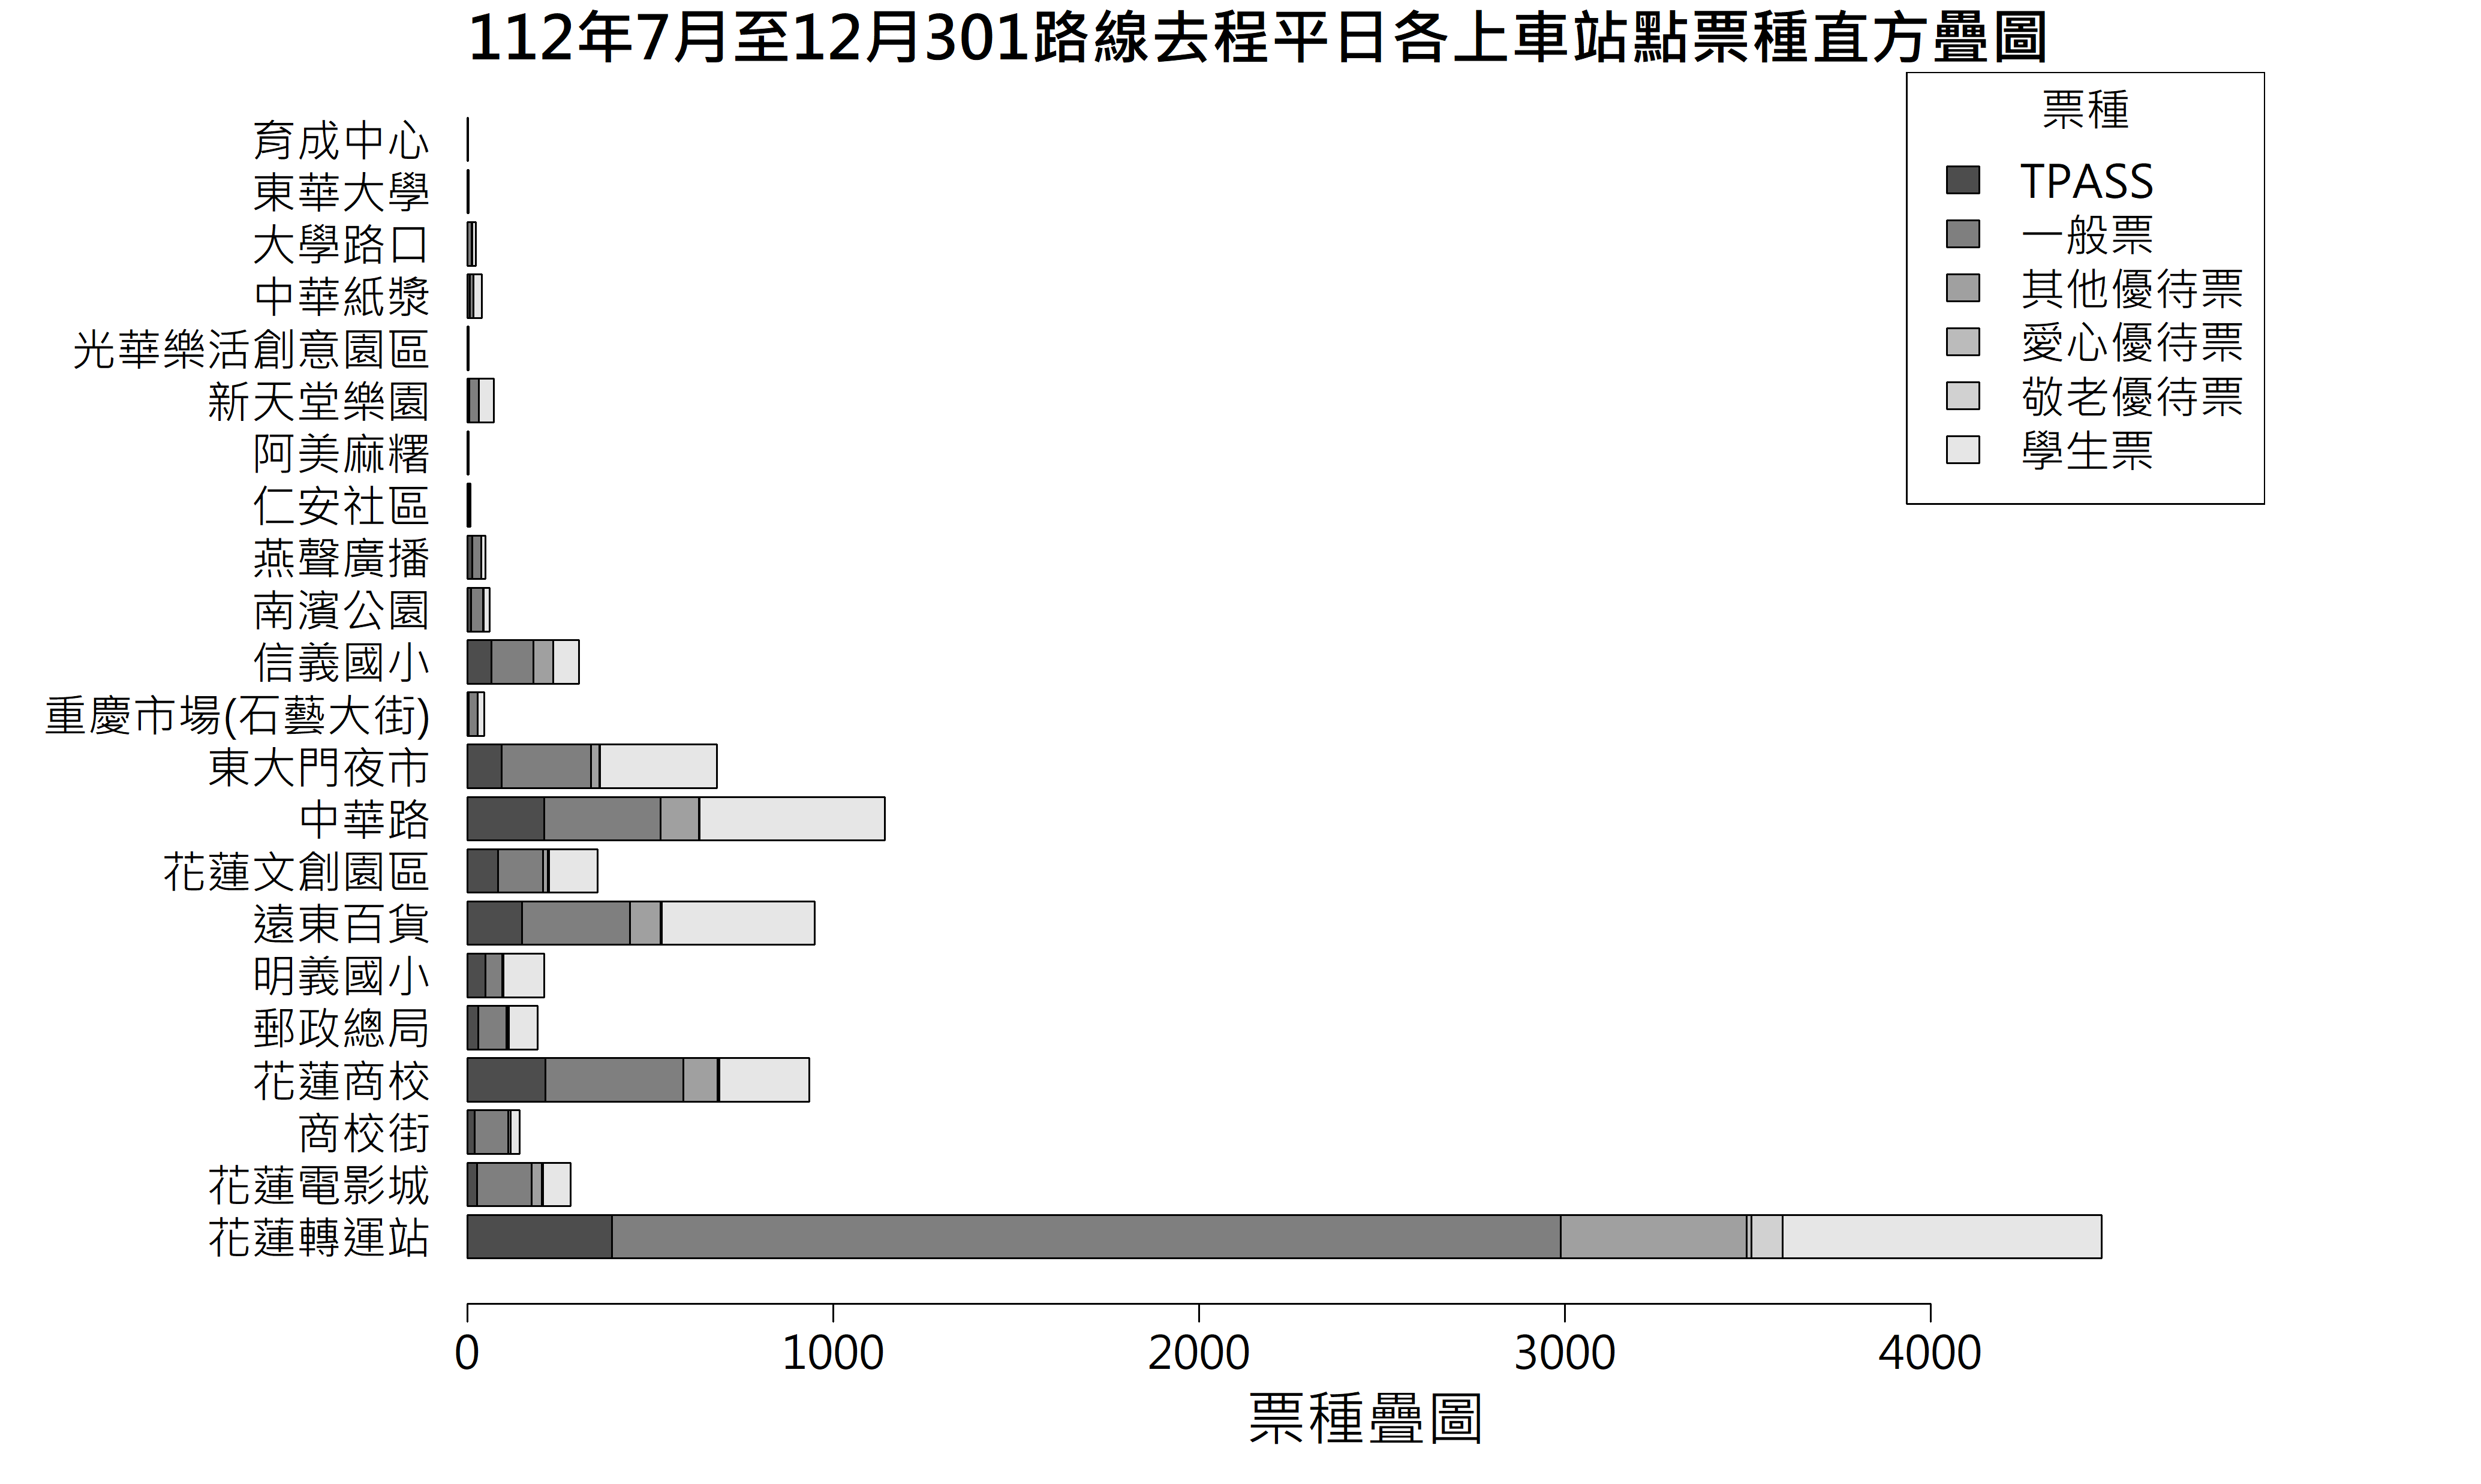 112年7月至12月301路線去程平日各上車站點票種直方疊圖
票種
TPASS
一般票
其他優待票
愛心優待票
敬老優待票
學生票
育成中心
東華大學
大學路口
中華紙漿
光華樂活創意園區
新天堂樂園
阿美麻糬
仁安社區
燕聲廣播
南濱公園
信義國小
重慶市場(石藝大街)
東大門夜市
中華路
花蓮文創園區
遠東百貨
明義國小
郵政總局
花蓮商校
商校街
花蓮電影城
花蓮轉運站
0 1000 2000 3000 4000
票種疊圖